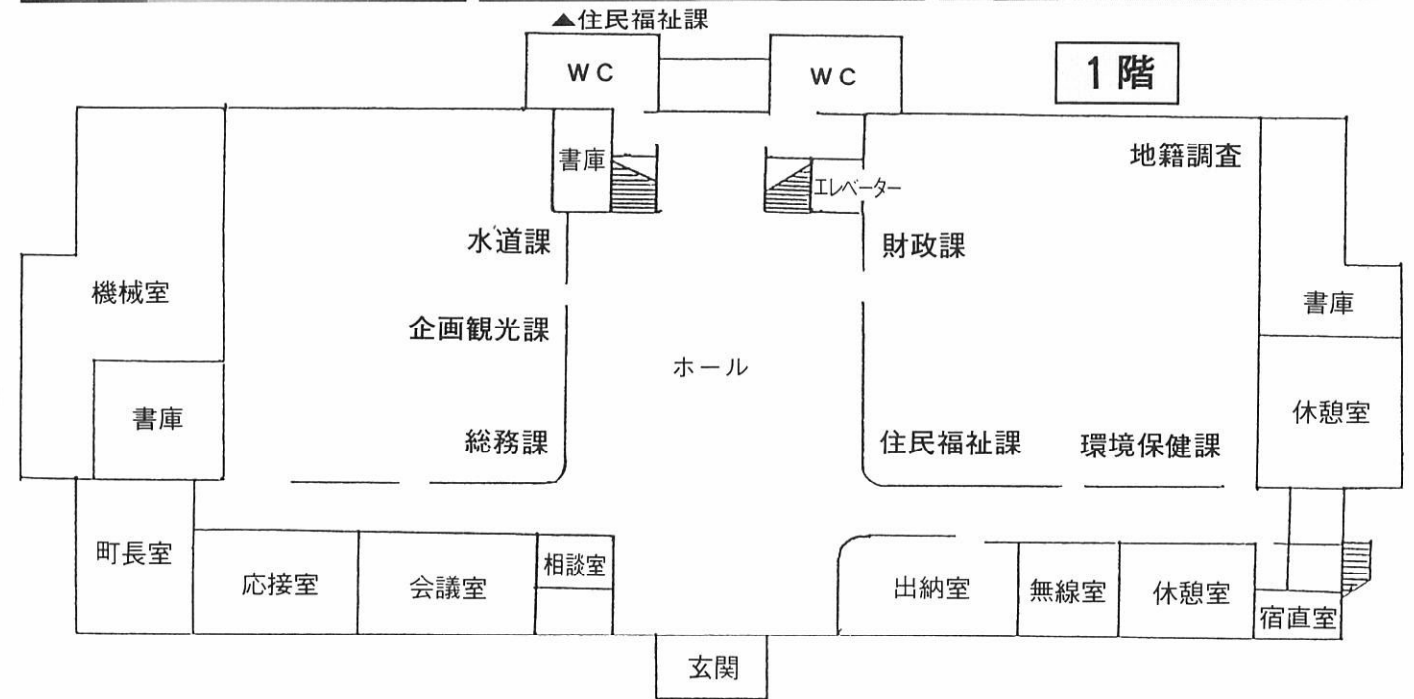 ▲住民福祉課
WC
WC
1階
書庫
エレベーター
地籍調査
水道課
財政課
機械室
書庫
企画観光課
ホール
書庫
総務課
住民福祉課
環境保健課
休憩室
町長室
応接室
会議室
相談室
出納室
無線室
休憩室
宿直室
玄関